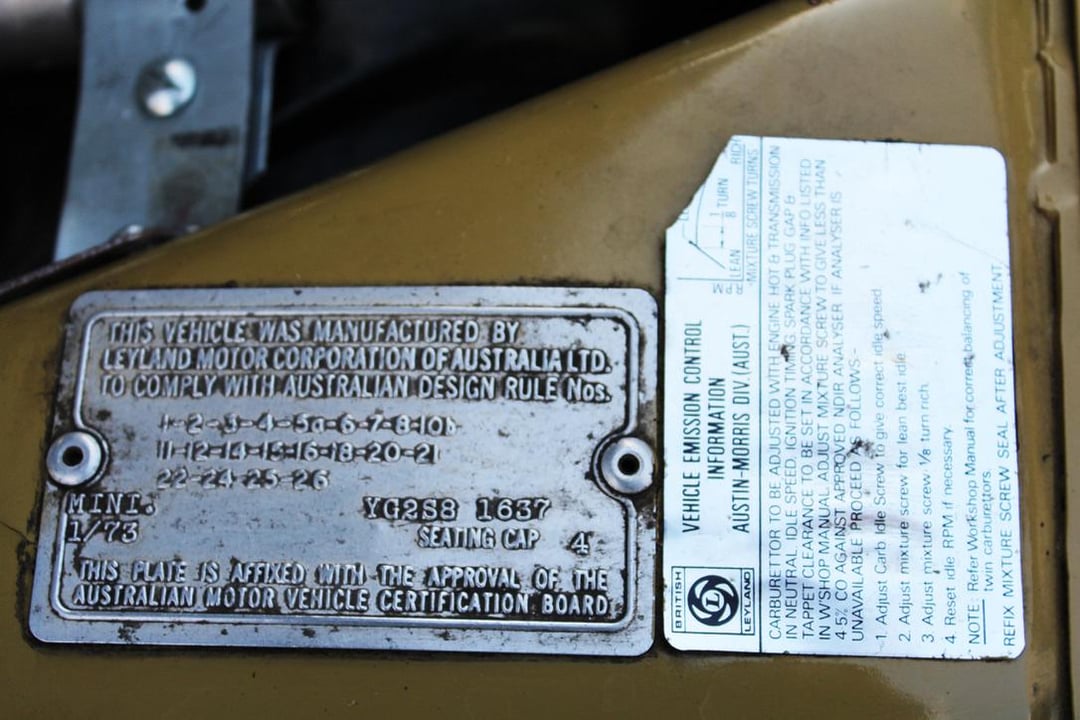 THIS VEHICLE WAS MANUFACTURED BY
LEYLAND MOTOR CORPORATION OF AUSTRALIA LTD.
TO COMPLY WITH AUSTRALIAN DESIGN RULE Nos.
1-2-3-4-5a-6-7-8-10b
11-12-14-15-16-18-20-21
22-24-25-26
MINI. YG2S8 1637
1/73 SEATING CAP 4
THIS PLATE IS AFFIXED WITH THE APPROVAL OF THE
AUSTRALIAN MOTOR VEHICLE CERTIFICATION BOARD
BRITISH
L
LEYLAND
VEHICLE EMISSION CONTROL
INFORMATION
AUSTIN-MORRIS DIV.(AUST.)
LEAN RICH
1/8 TURN
MIXTURE SCREW TURNS
CARBURETTOR TO BE ADJUSTED WITH ENGINE HOT & TRANSMISSION
IN NEUTRAL. IDLE SPEED, IGNITION TIMING, SPARK PLUG GAP &
TAPPET CLEARANCE TO BE SET IN ACCORDANCE WITH INFO LISTED
IN W'SHOP MANUAL. ADJUST MIXTURE SCREW TO GIVE LESS THAN
4.5% CO AGAINST APPROVED NDIR ANALYSER. IF ANALYSER IS
UNAVAILABLE PROCEED AS FOLLOWS:-
1. Adjust Carb Idle Screw to give correct idle speed.
2. Adjust mixture screw for lean best idle.
3. Adjust mixture screw 1/8 turn rich.
4. Reset idle RPM if necessary.
NOTE: Refer Workshop Manual for correct balancing of
twin carburettors.
REFIX MIXTURE SCREW SEAL AFTER ADJUSTMENT